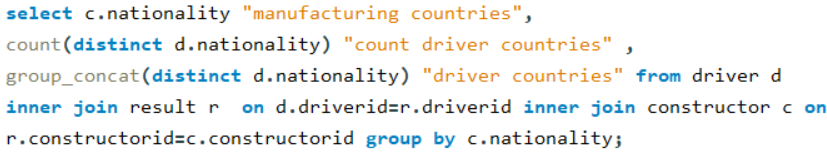 select c.nationality "manufacturing countries",
count(distinct d.nationality) "count driver countries" ,
group_concat(distinct d.nationality) "driver countries" from driver d
inner join result r  on d.driverid=r.driverid inner join constructor c on
r.constructorid=c.constructorid group by c.nationality;